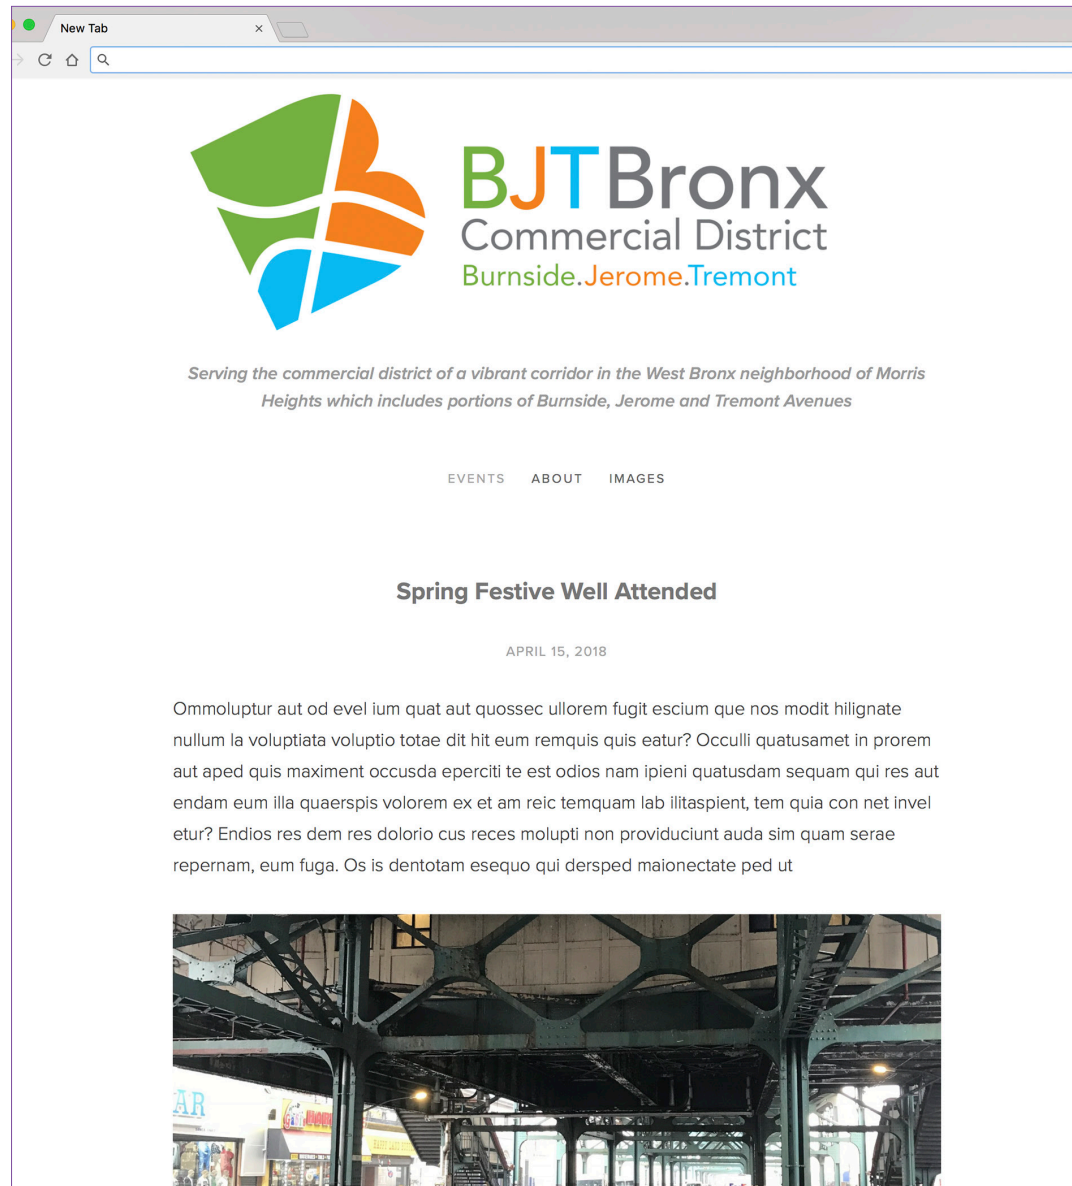 New Tab
BJTBronx
Commercial District
Burnside.Jerome.Tremont
Serving the commercial district of a vibrant corridor in the West Bronx neighborhood of Morris
Heights which includes portions of Burnside, Jerome and Tremont Avenues
EVENTS ABOUT IMAGES
Spring Festive Well Attended
APRIL 15, 2018
Ommoluptur aut od evel ium quat aut quossec ullorem fugit escium que nos modit hilignate
nullum la voluptiata voluptio totae dit hit eum remquis quis eatur? Occulli quatusamet in prorem
aut aped quis maximent occusda eperciti te est odios nam ipieni quatusdam sequam qui res aut
endam eum illa quaerspis volorem ex et am reic temquam lab ilitaspient, tem quia con net invel
etur? Endios res dem res dolorio cus reces molupti non providuciunt auda sim quam serae
repernam, eum fuga. Os is dentotam esequo qui dersped maionectate ped ut
AR